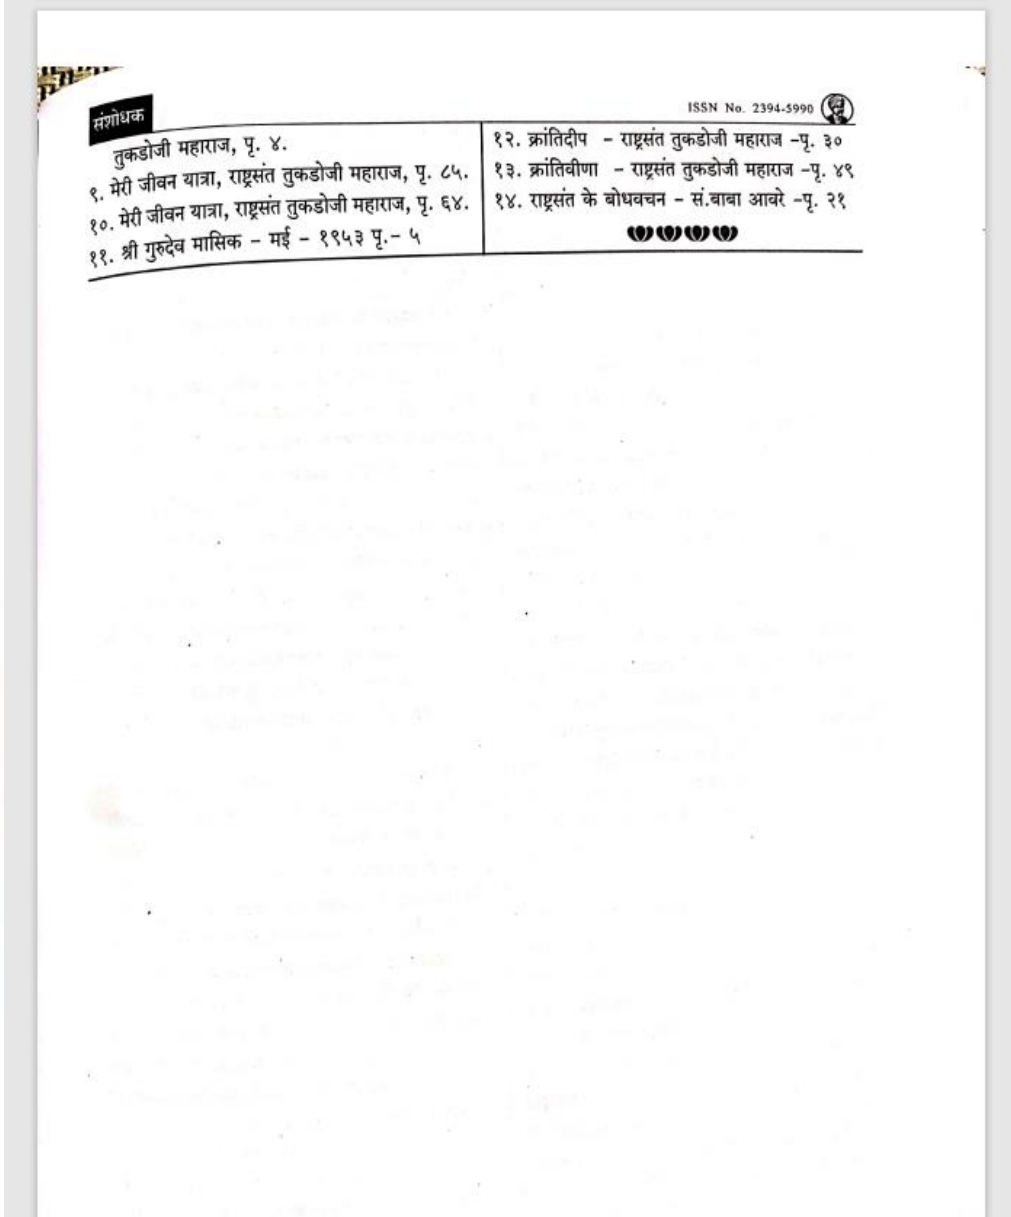 संशोधक
ISSN No. 2394-5990
तुकडोजी महाराज, पृ. ४.
९. मेरी जीवन यात्रा, राष्ट्रसंत तुकडोजी महाराज, पृ. ८५.
१०. मेरी जीवन यात्रा, राष्ट्रसंत तुकडोजी महाराज, पृ. ६४.
११. श्री गुरुदेव मासिक - मई - १९५३ पृ.- ५
१२. क्रांतिदीप - राष्ट्रसंत तुकडोजी महाराज -पृ. ३०
१३. क्रांतिवीणा - राष्ट्रसंत तुकडोजी महाराज -पृ. ४९
१४. राष्ट्रसंत के बोधवचन - सं.बाबा आवरे -पृ. २१